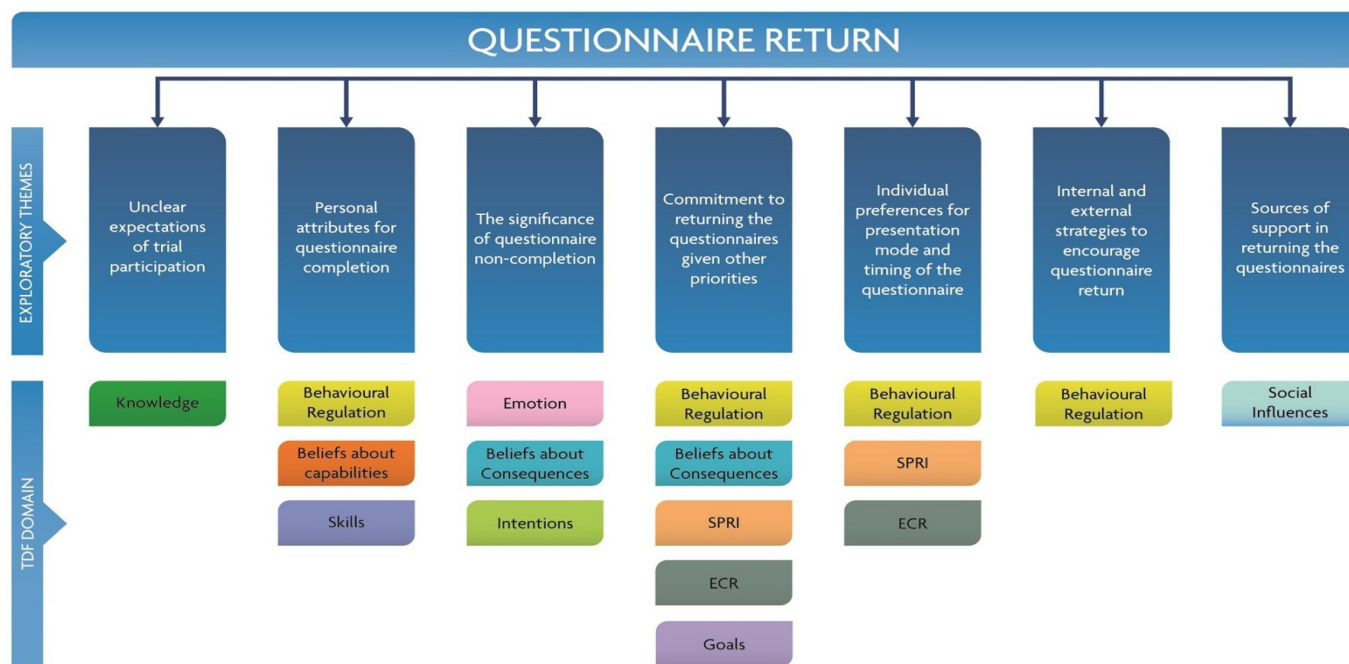 QUESTIONNAIRE RETURN
EXPLORATORY THEMES
Unclear
expectations
of trial
participation
Personal
attributes for
questionnaire
completion
The significance
of questionnaire
non-completion
Commitment to
returning the
questionnaires
given other
priorities
Individual
preferences for
presentation
mode and
timing of the
questionnaire
Internal and
external
strategies to
encourage
questionnaire
return
Sources of
support in
returning the
questionnaires
TDF DOMAIN
Knowledge
Behavioural
Regulation
Beliefs about
capabilities
Skills
Emotion
Beliefs about
Consequences
Intentions
Behavioural
Regulation
Beliefs about
Consequences
SPRI
ECR
Goals
Behavioural
Regulation
SPRI
ECR
Behavioural
Regulation
Social
Influences